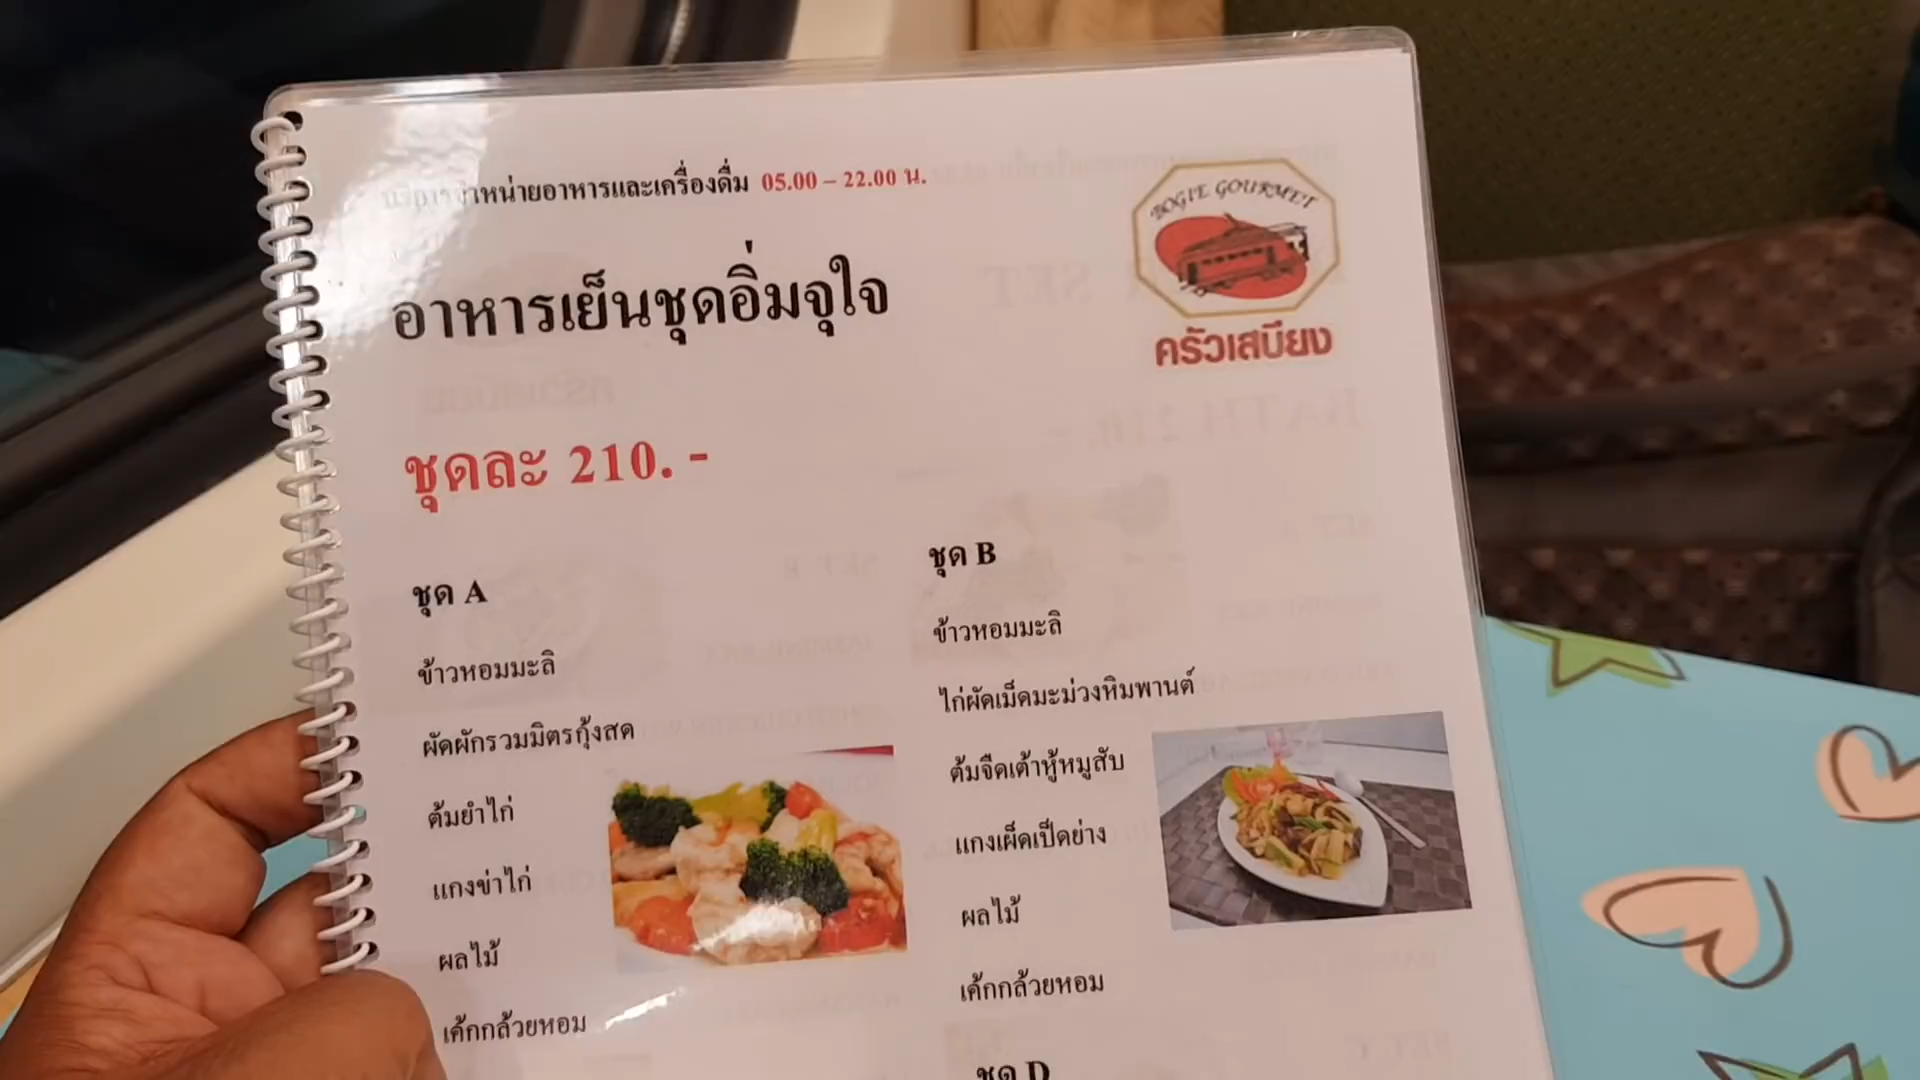 บริการจำหน่ายอาหารและเครื่องดื่ม 05.00 – 22.00 น.
BOGIE GOURMET
ครัวเสบียง
อาหารเย็นชุดอิ่มจุใจ
ชุดละ 210. -
ชุด A
ข้าวหอมมะลิ
ผัดผักรวมมิตรกุ้งสด
ต้มยำไก่
แกงข่าไก่
ผลไม้
เค้กกล้วยหอม
ชุด B
ข้าวหอมมะลิ
ไก่ผัดเม็ดมะม่วงหิมพานต์
ต้มจืดเต้าหู้หมูสับ
แกงเผ็ดเป็ดย่าง
ผลไม้
เค้กกล้วยหอม
ชุด D